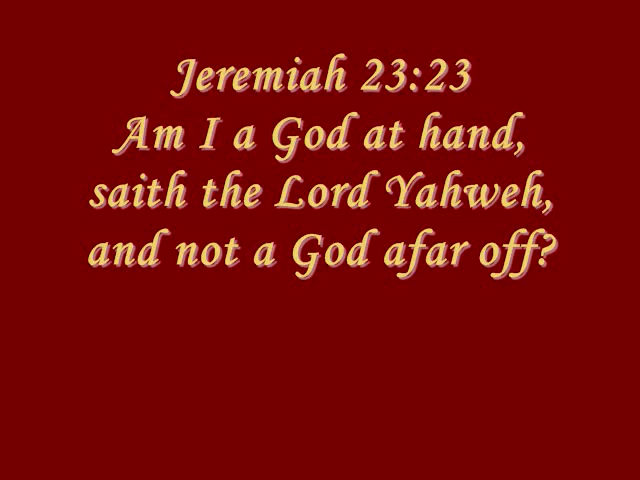 Jeremiah 23:23
Am I a God at hand,
saith the Lord Yahweh,
and not a God afar off?